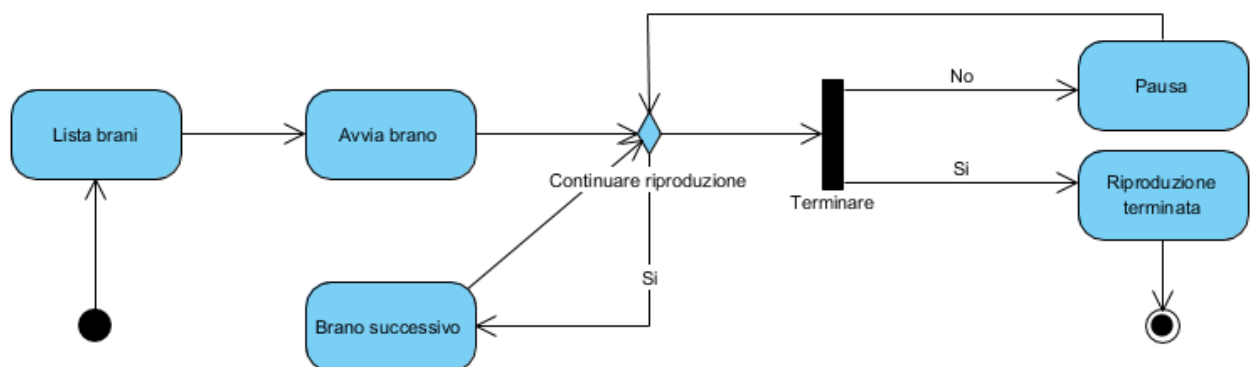 No
Pausa
Lista brani
Avvia brano
Continuare riproduzione
Si
Riproduzione
terminata
Terminare
Si
Brano successivo